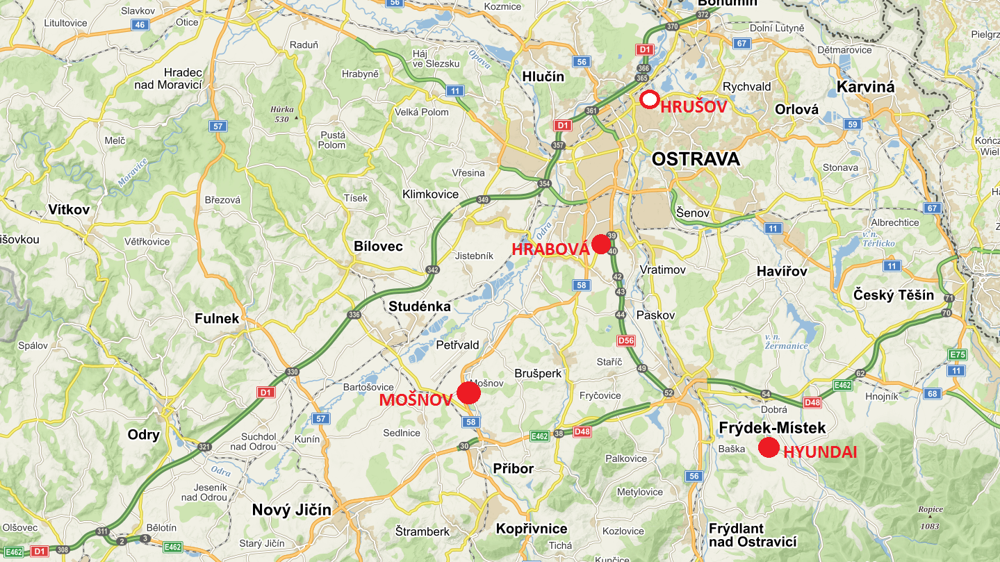 56
Kozmice
Bohumín
372
Slavkov
46
Otice
Litultovice
370
Dolní Lutyně
67
Pielgrz
Raduň
Háj
ve Slezsku
Opava
D1
Dětmarovice
56
366
365
Hradec
nad Moravicí
Hrabyně
Hlučín
Rychvald
Karviná
11
HRUŠOV
Orlová
Hůrka
530
Velká Polom
361
57
D1
59
Melč
Pustá
Polom
357
Kończ
Wiel
OSTRAVA
Moravice
Vřesina
Stonava
354
Klimkovice
349
Březová
Tísek
Vítkov
67
Šenov
Albrechtice
11
Odra
išovkou
Větřkovice
39
v. n.
Těrlicko
Bílovec
HRABOVÁ
40
Jistebník
342
Vratimov
Havířov
11
42
58
43
Český Těšín
71
Studénka
336
44
Paskov
70
Fulnek
v. n.
Žermanice
Spálov
Petřvald
D56
E75
Staříč
330
49
Brušperk
62
11
Bartošovice
Mošnov
E462
MOŠNOV
D1
Fryčovice
52
54
68
Hnojník
D48
Dobrá
57
58
Frýdek-Místek
Odry
Sedlnice
E462
38
D48
Kunín
Suchdol
nad Odrou
321
30
Baška
HYUNDAI
Palkovice
Odra
Příbor
56
Jeseník
nad Odrou
Metylovice
Nový Jičín
Ropice
1083
Olšovec
Bělotín
311
Štramberk
Kopřivnice
Kozlovice
Frýdlant
nad Ostravicí
2
3
Starý Jičín
Tichá
E462
D1
308
E462
Kunčice